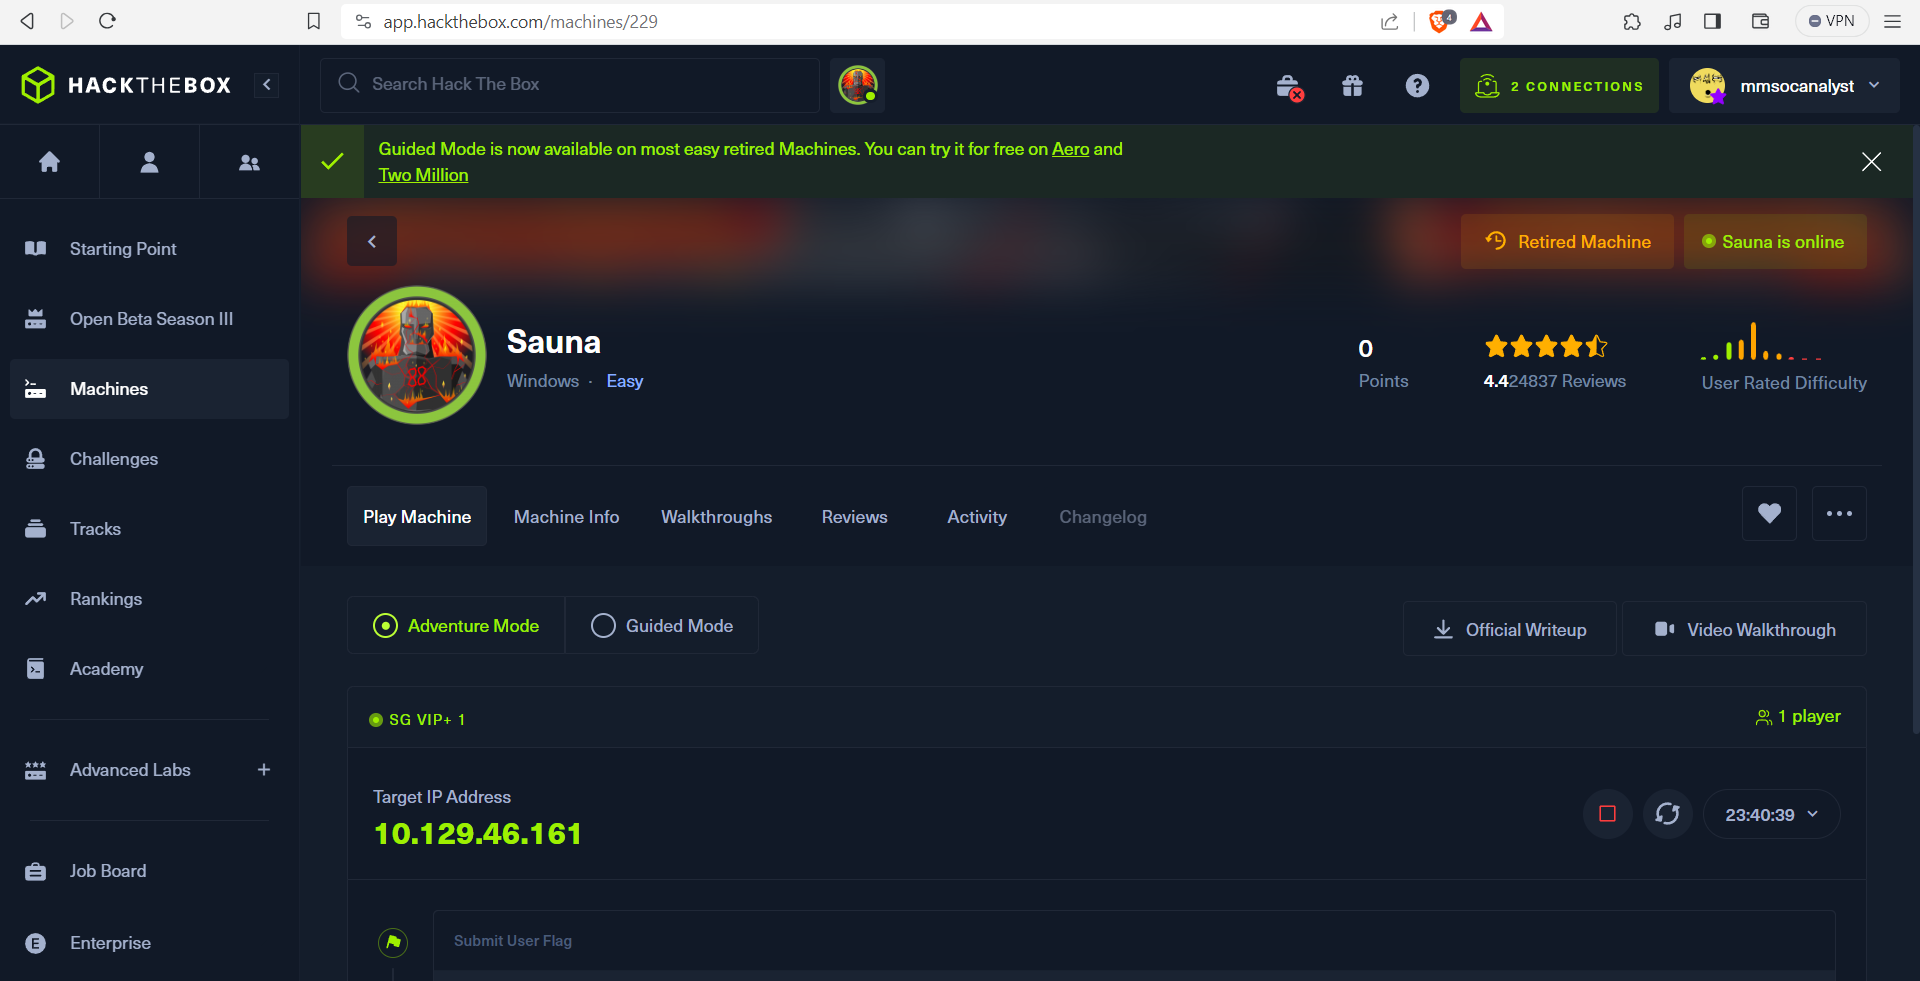 app.hackthebox.com/machines/229
4
VPN
HACKTHEBOX
Search Hack The Box
2 CONNECTIONS
mmsocanalyst
Guided Mode is now available on most easy retired Machines. You can try it for free on Aero and
Two Million
Starting Point
Open Beta Season III
Machines
Challenges
Tracks
Rankings
Academy
Advanced Labs
Job Board
E Enterprise
Retired Machine
Sauna is online
Sauna
Windows · Easy
0
Points
4.424837 Reviews
User Rated Difficulty
Play Machine
Machine Info
Walkthroughs
Reviews
Activity
Changelog
Adventure Mode
Guided Mode
Official Writeup
Video Walkthrough
SG VIP+ 1
1 player
Target IP Address
10.129.46.161
23:40:39
Submit User Flag